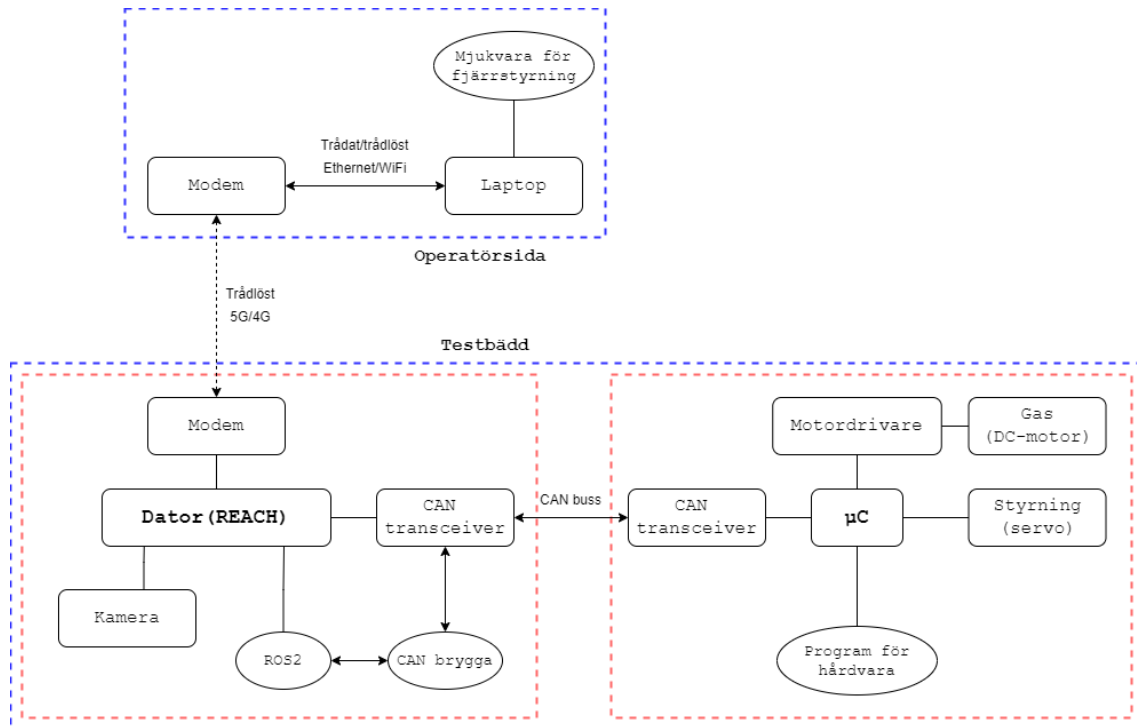 Mjukvara för
fjärrstyrning
Trådat/trådlöst
Ethernet/WiFi
Modem
Laptop
Operatörsida
Trådlöst
5G/4G
Testbädd
Modem
Motordrivare
Gas
(DC-motor)
Dator(REACH)
CAN
transceiver
CAN buss
CAN
transceiver
µC
Styrning
(servo)
Kamera
ROS2
CAN brygga
Program för
hårdvara